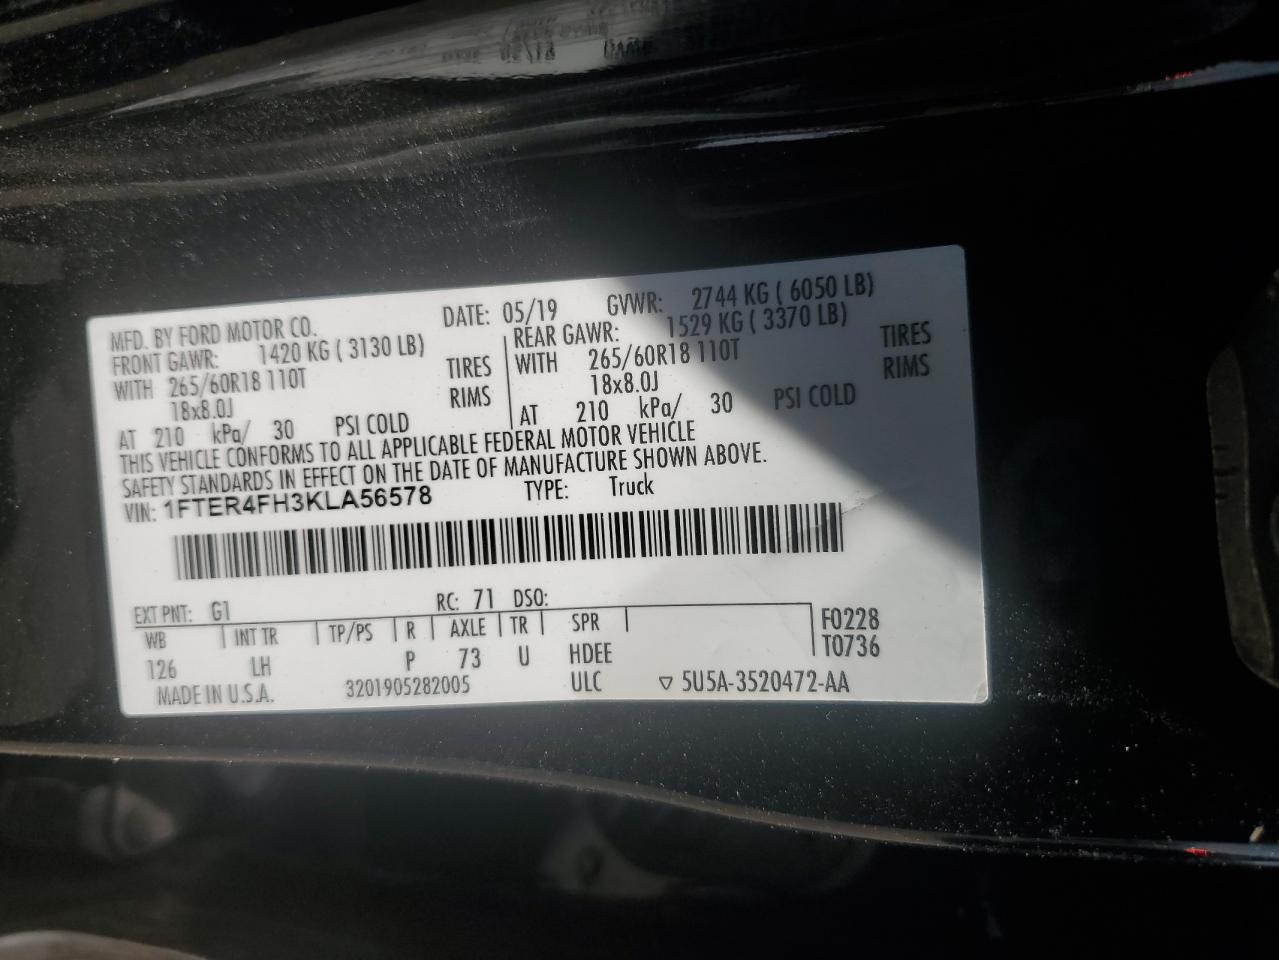 MFD. BY FORD MOTOR CO. DATE: 05/19 GVWR: 2744 KG ( 6050 LB)
FRONT GAWR: 1420 KG ( 3130 LB) REAR GAWR: 1529 KG ( 3370 LB)
WITH 265/60R18 110T TIRES WITH 265/60R18 110T TIRES
18x8.0J RIMS 18x8.0J RIMS
AT 210 kPa/ 30 PSI COLD AT 210 kPa/ 30 PSI COLD
THIS VEHICLE CONFORMS TO ALL APPLICABLE FEDERAL MOTOR VEHICLE
SAFETY STANDARDS IN EFFECT ON THE DATE OF MANUFACTURE SHOWN ABOVE.
VIN: 1FTER4FH3KLA56578 TYPE: Truck
EXT PNT: G1 RC: 71 DSO:
WB INT TR TP/PS R AXLE TR SPR F0228
126 LH P 73 U HDEE T0736
MADE IN U.S.A. 3201905282005 ULC ▽ 5U5A-3520472-AA